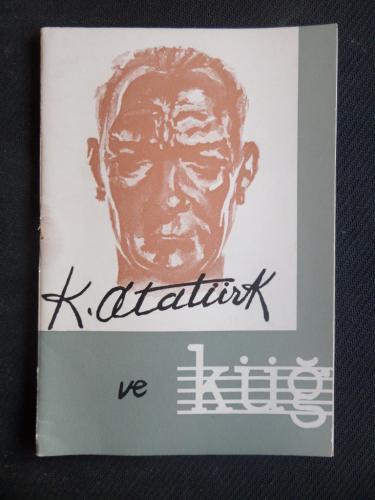 K. Atatürk
ve küğ